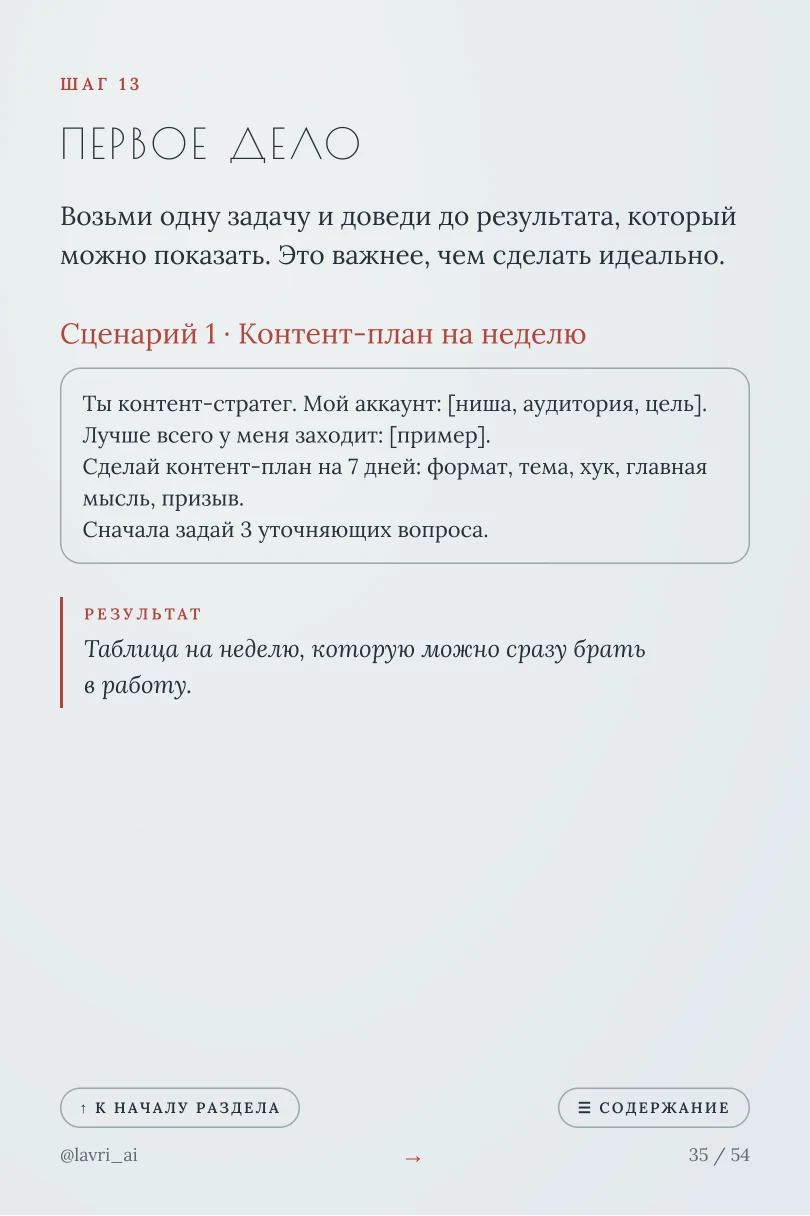 ШАГ 13
ПЕРВОЕ ДЕЛО
Возьми одну задачу и доведи до результата, который
можно показать. Это важнее, чем сделать идеально.
Сценарий 1 · Контент-план на неделю
Ты контент-стратег. Мой аккаунт: [ниша, аудитория, цель].
Лучше всего у меня заходит: [пример].
Сделай контент-план на 7 дней: формат, тема, хук, главная
мысль, призыв.
Сначала задай 3 уточняющих вопроса.
РЕЗУЛЬТАТ
Таблица на неделю, которую можно сразу брать
в работу.
↑ К НАЧАЛУ РАЗДЕЛА
☰ СОДЕРЖАНИЕ
@lavri_ai
→
35 / 54